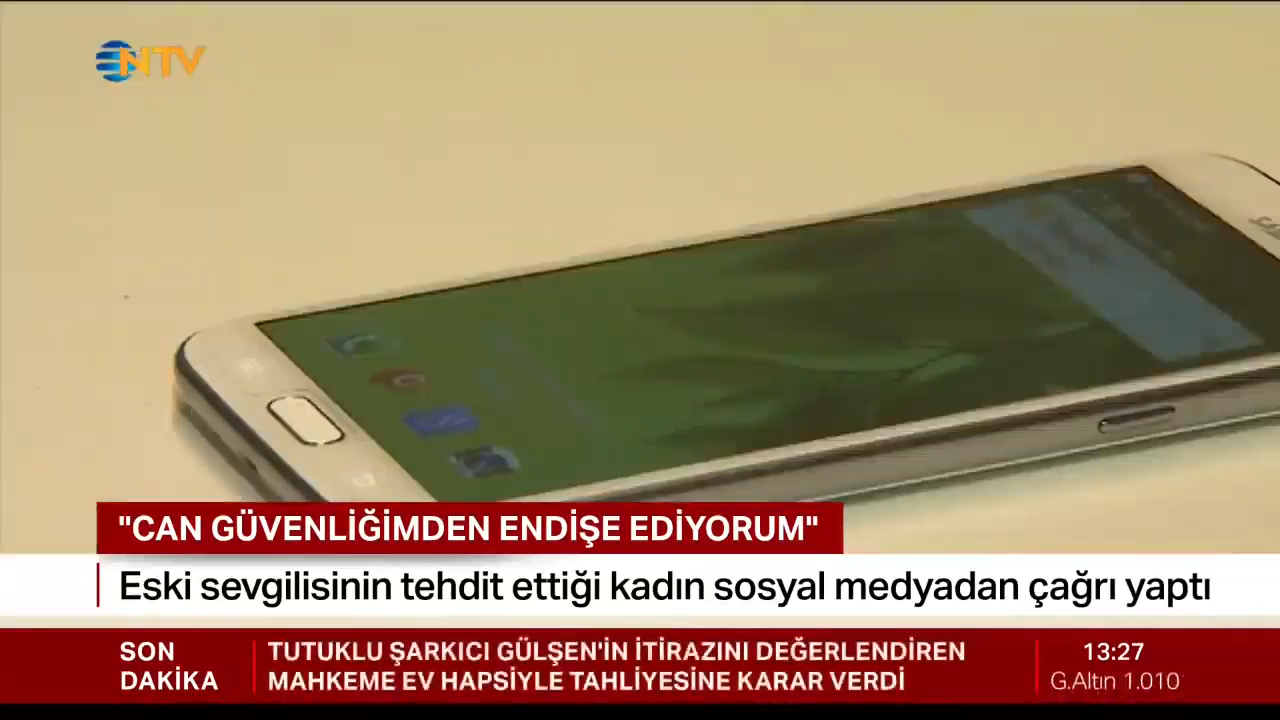 NTV
"CAN GÜVENLİĞİMDEN ENDİŞE EDİYORUM"
Eski sevgilisinin tehdit ettiği kadın sosyal medyadan çağrı yaptı
SON DAKİKA
TUTUKLU ŞARKICI GÜLŞEN'İN İTİRAZINI DEĞERLENDİREN
MAHKEME EV HAPSİYLE TAHLİYESİNE KARAR VERDİ
13:27
G.Altın 1.010